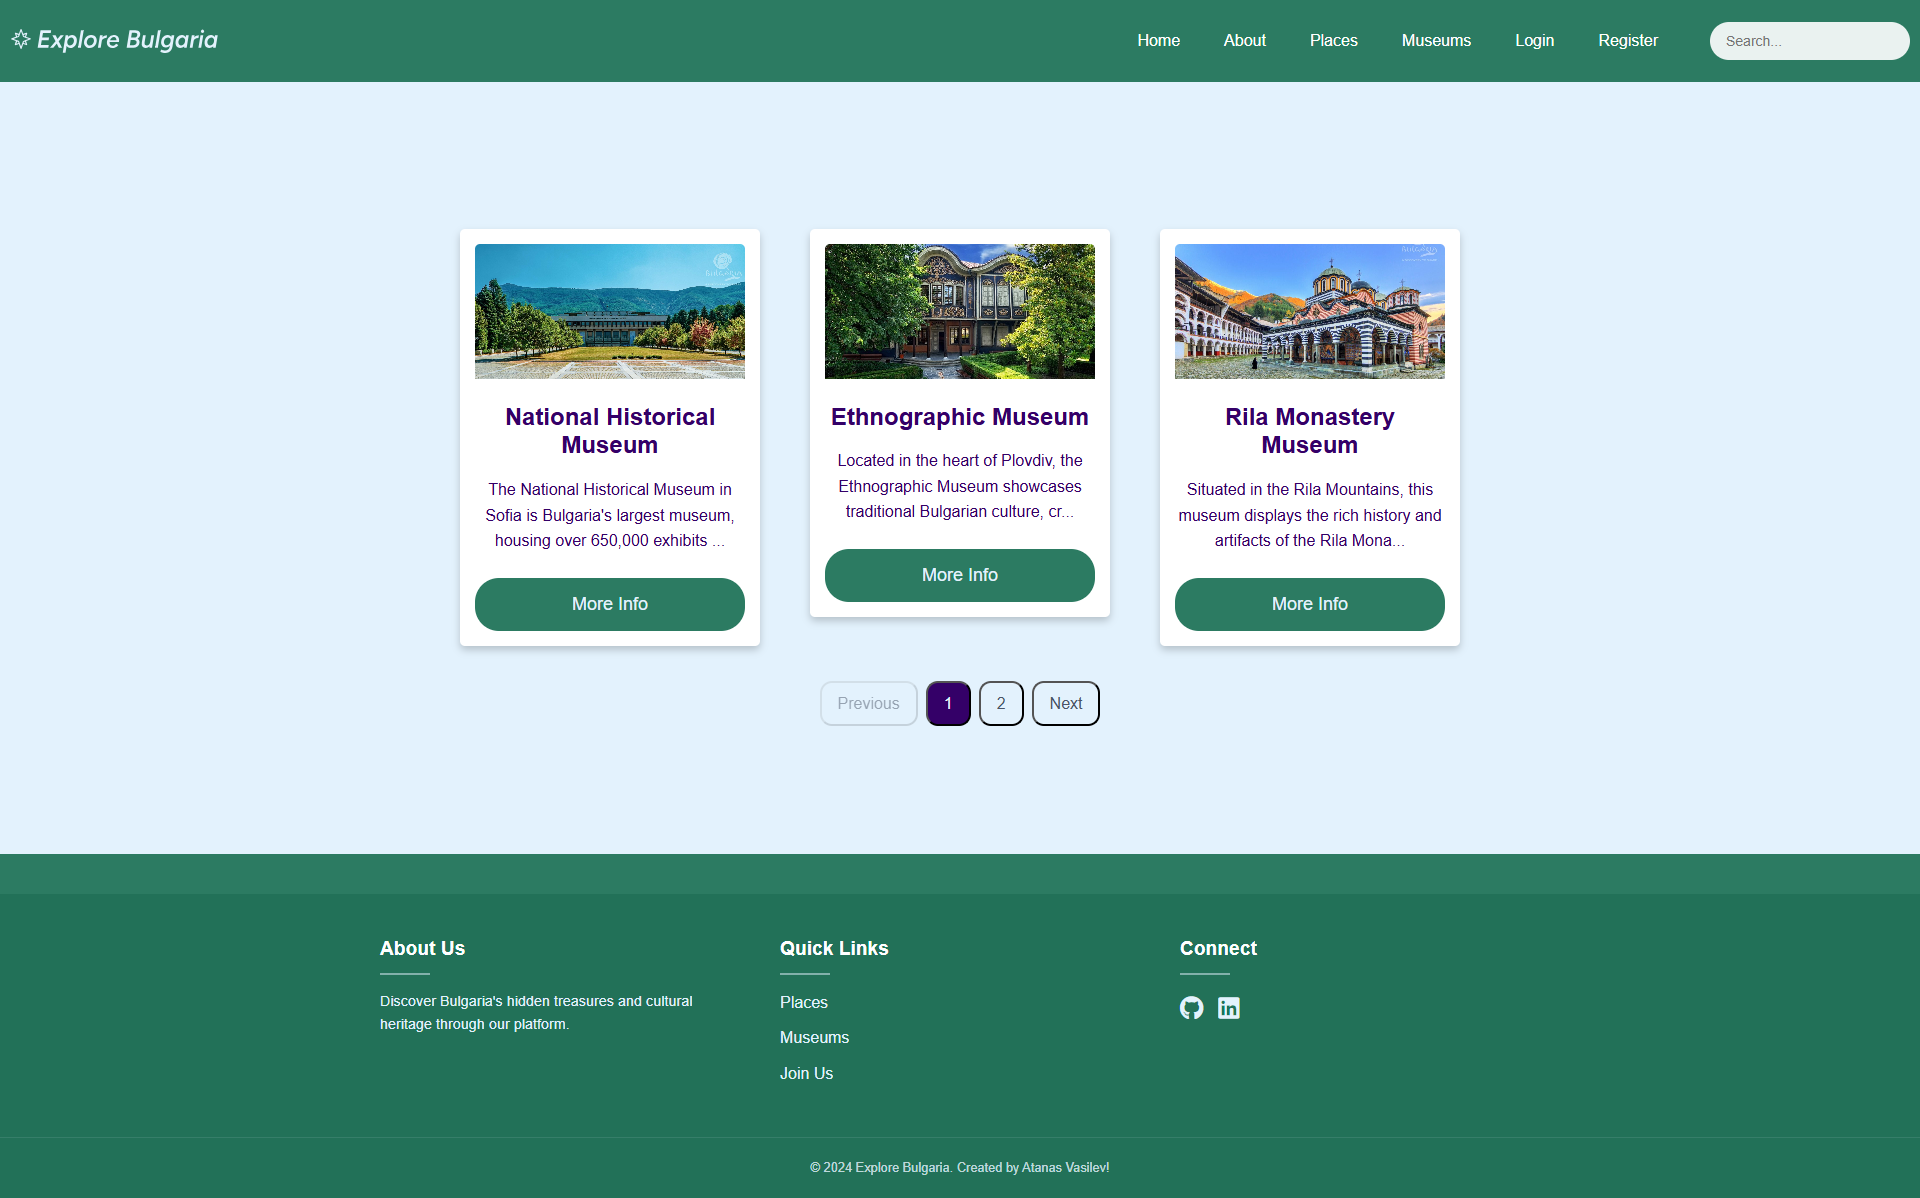 Explore Bulgaria
Home
About
Places
Museums
Login
Register
Search...
National Historical
Museum
The National Historical Museum in
Sofia is Bulgaria's largest museum,
housing over 650,000 exhibits ...
More Info
Ethnographic Museum
Located in the heart of Plovdiv, the
Ethnographic Museum showcases
traditional Bulgarian culture, cr...
More Info
Rila Monastery
Museum
Situated in the Rila Mountains, this
museum displays the rich history and
artifacts of the Rila Mona...
More Info
Previous
1
2
Next
About Us
Discover Bulgaria's hidden treasures and cultural
heritage through our platform.
Quick Links
Places
Museums
Join Us
Connect
in
© 2024 Explore Bulgaria. Created by Atanas Vasilev!